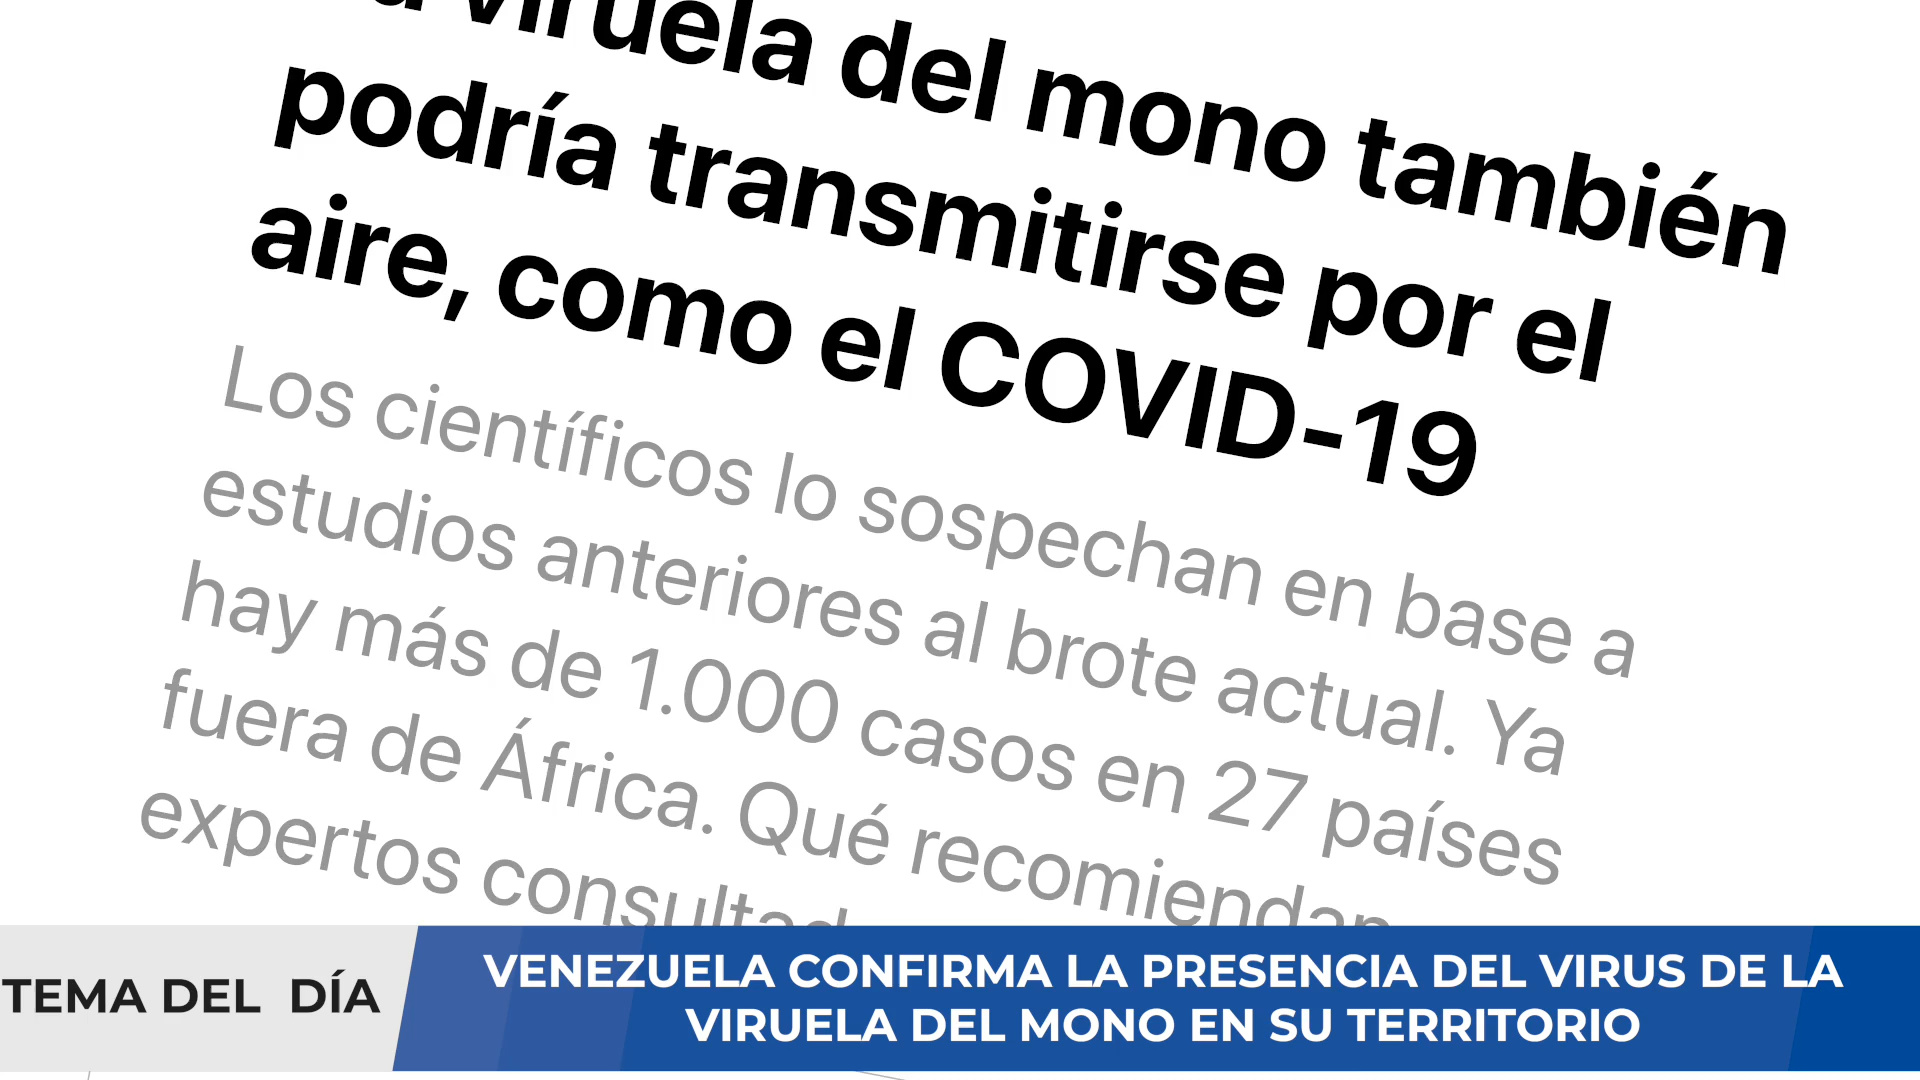 viruela del mono también
podría transmitirse por el
aire, como el COVID-19
Los científicos lo sospechan en base a
estudios anteriores al brote actual. Ya
hay más de 1.000 casos en 27 países
fuera de África. Qué recomiendan
expertos
TEMA DEL DÍA
VENEZUELA CONFIRMA LA PRESENCIA DEL VIRUS DE LA
VIRUELA DEL MONO EN SU TERRITORIO